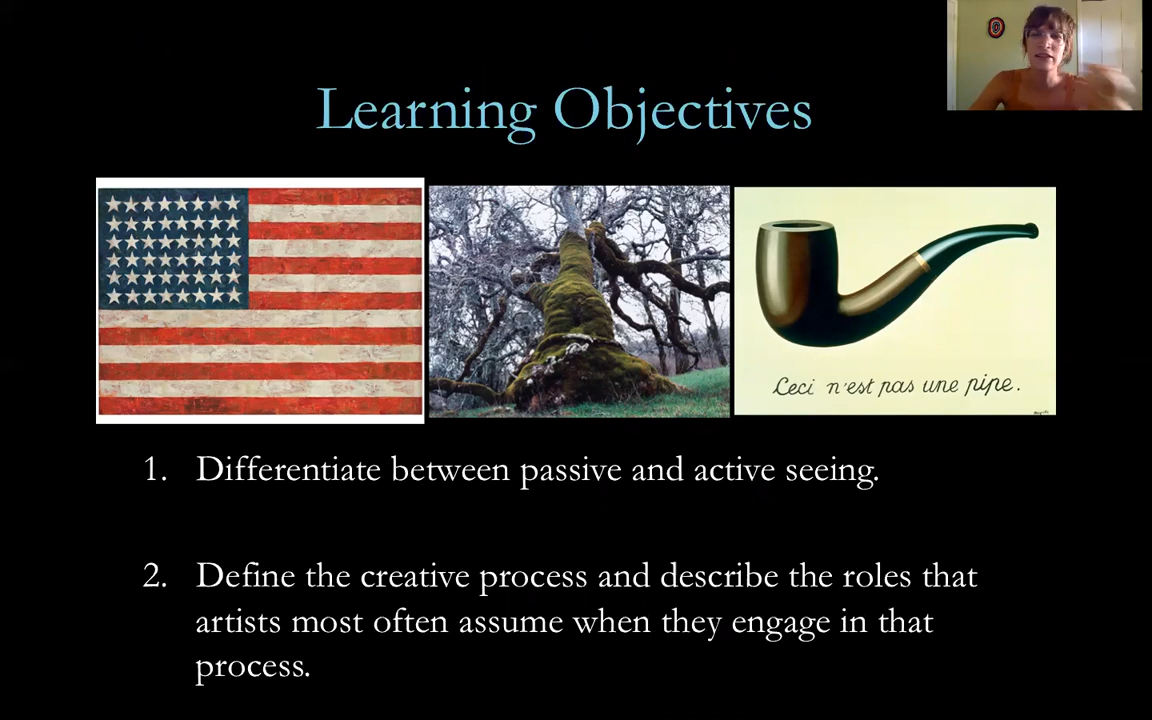 Learning Objectives
Ceci n'est pas une pipe.
1. Differentiate between passive and active seeing.
2. Define the creative process and describe the roles that
artists most often assume when they engage in that
process.